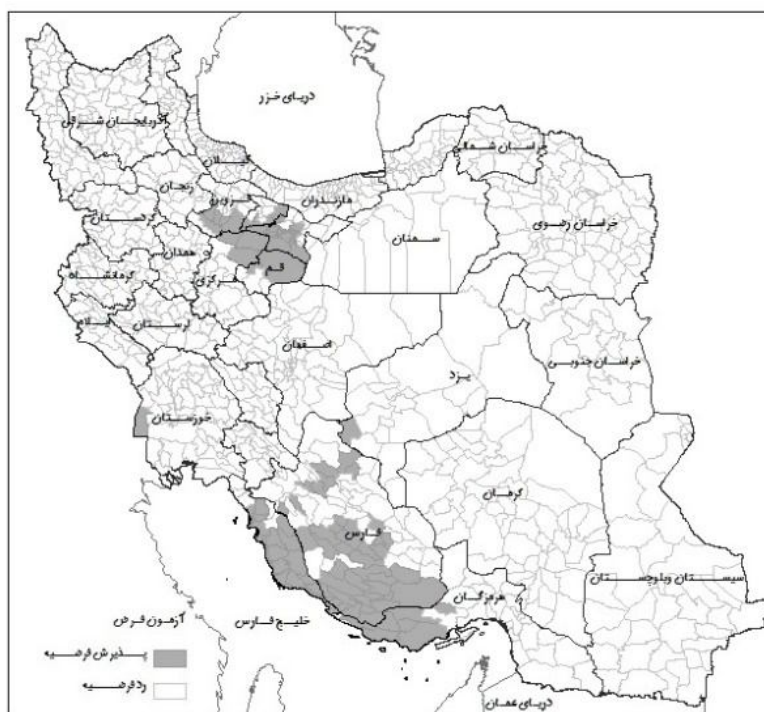 دریای خزر
آذربایجان شرقی
خراسان شمالی
گیلان
زنجان
مازندران
قزوین
کردستان
خراسان رضوی
سمنان
همدان
قم
کرمانشاه
مرکزی
لرستان
ایلام
اصفهان
خراسان جنوبی
یزد
خوزستان
کرمان
فارس
سیستان وبلوچستان
هرمزگان
خلیج فارس
آزمون فرض
پذیرش فرضیه
رد فرضیه
دریای عمان